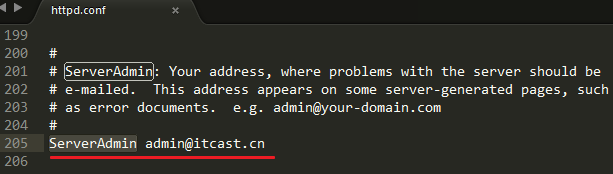 httpd.conf ×
199
200 #
201 # ServerAdmin: Your address, where problems with the server should be
202 # e-mailed.  This address appears on some server-generated pages, such
203 # as error documents.  e.g. admin@your-domain.com
204 #
205 ServerAdmin admin@itcast.cn
206